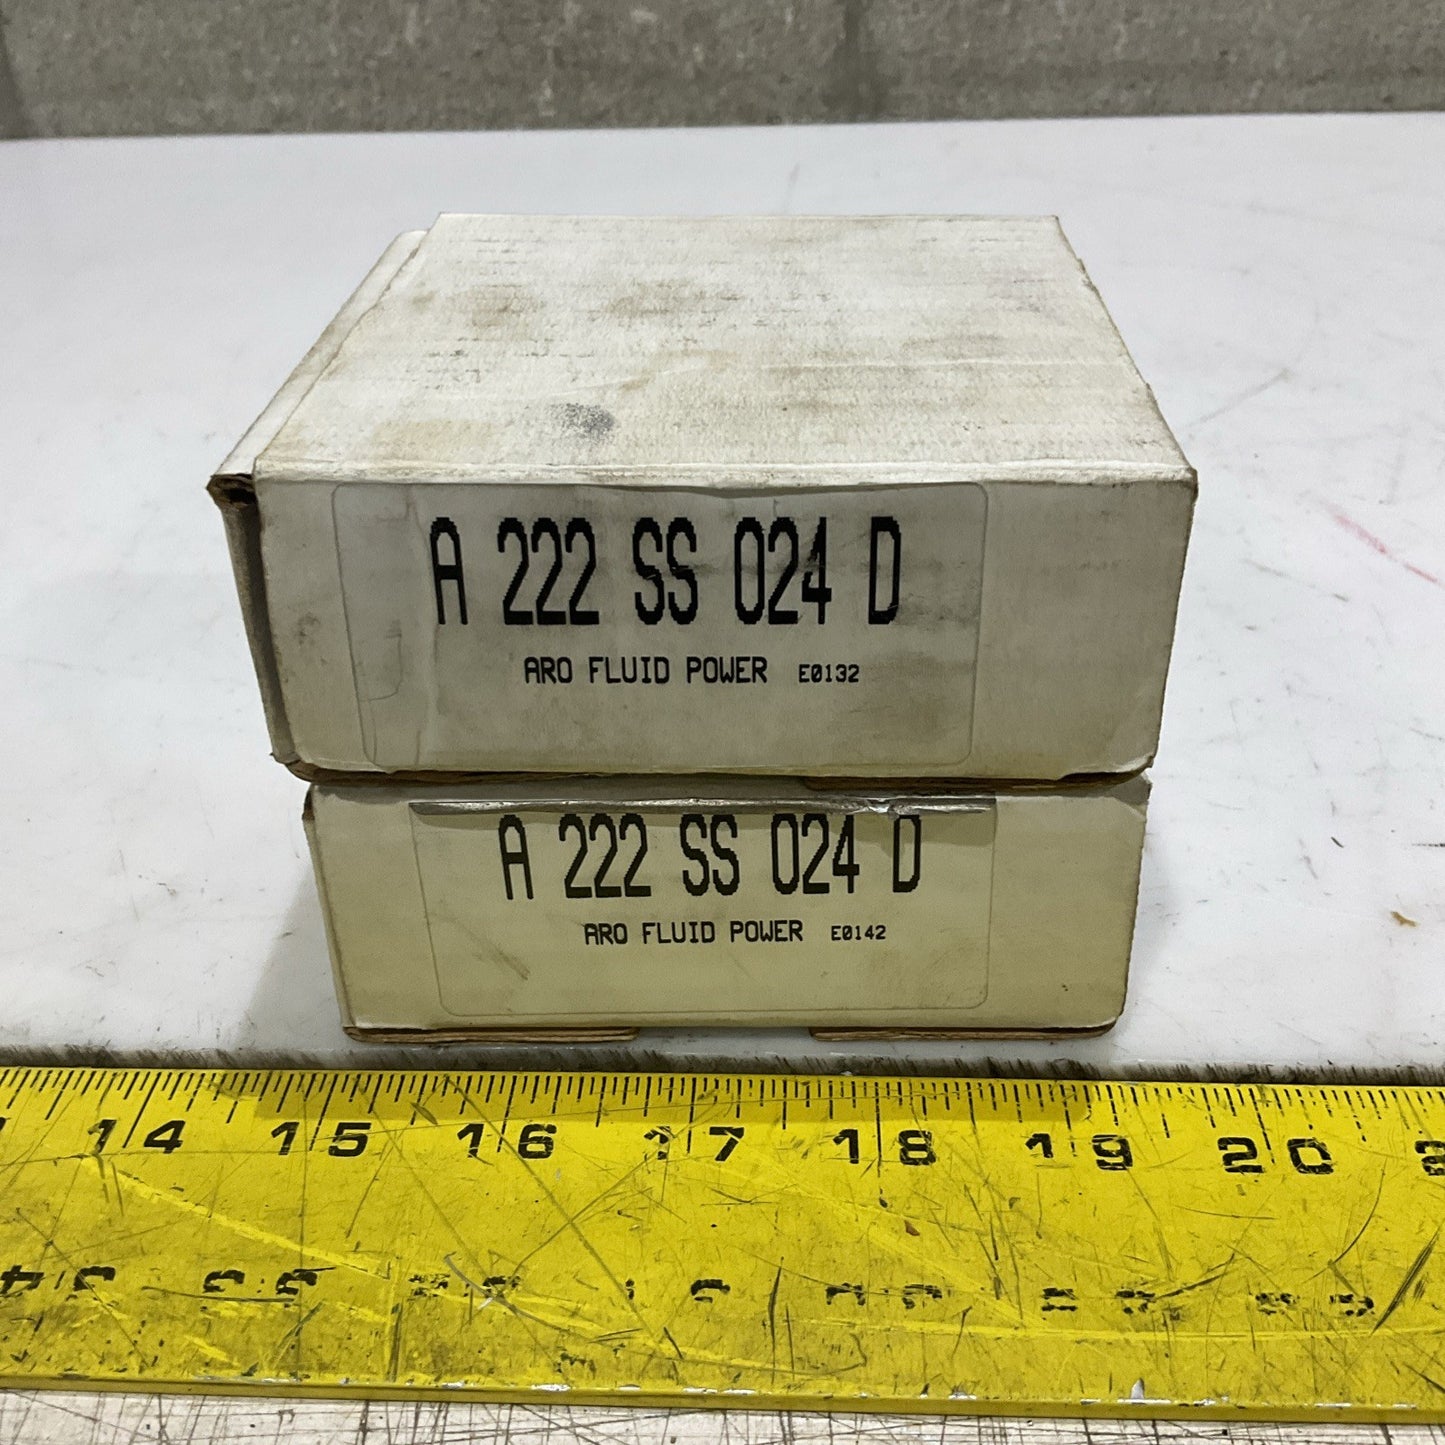 A 222 SS 024 D
ARO FLUID POWER E0132
A 222 SS 024 D
ARO FLUID POWER E0142
14 15 16 17 18 19 20